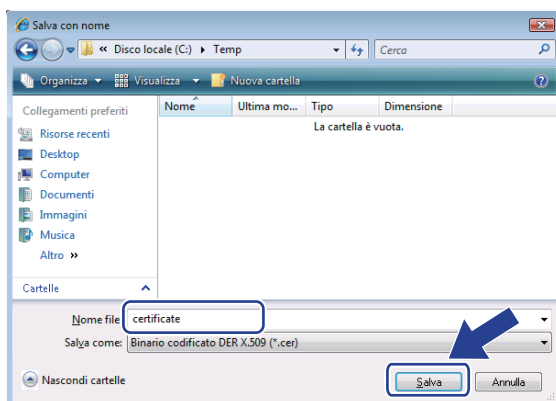 Salva con nome
« Disco locale (C:) Temp Cerca
Organizza Visualizza Nuova cartella
Collegamenti preferiti
Nome Ultima mo... Tipo Dimensione
La cartella è vuota.
Risorse recenti
Desktop
Computer
Documenti
Immagini
Musica
Altro »
Cartelle
Nome file: certificate
Salva come: Binario codificato DER X.509 (*.cer)
Nascondi cartelle Salva Annulla